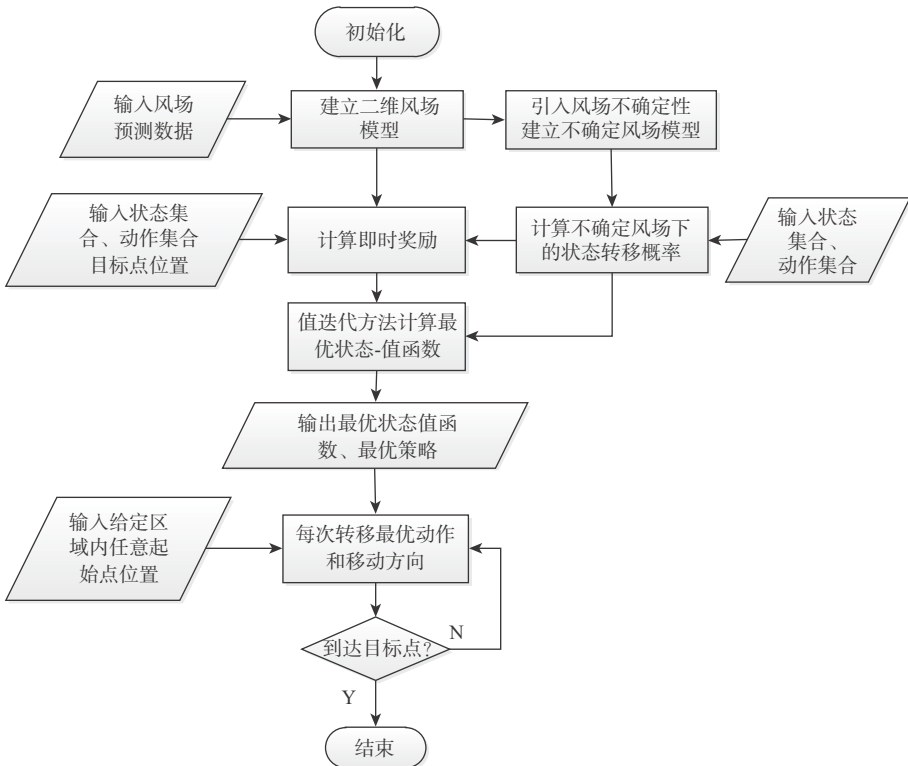 初始化
输入风场
预测数据
建立二维风场
模型
引入风场不确定性
建立不确定风场模型
输入状态集
合、动作集合
目标点位置
计算即时奖励
计算不确定风场下
的状态转移概率
输入状态
集合、
动作集合
值迭代方法计算最
优状态-值函数
输出最优状态值函
数、最优策略
输入给定区
域内任意起
始点位置
每次转移最优动作
和移动方向
到达目标点?
N
Y
结束